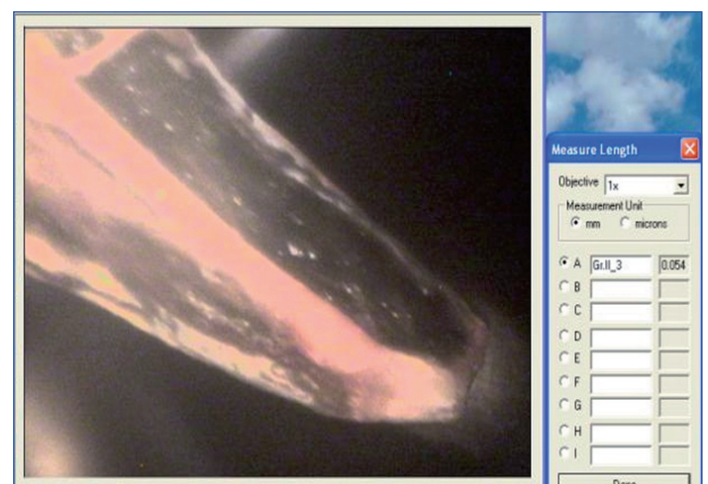 Measure Length
Objective 1x
Measurement Unit
mm microns
A Gr.II_3 0.054
B
C
D
E
F
G
H
I